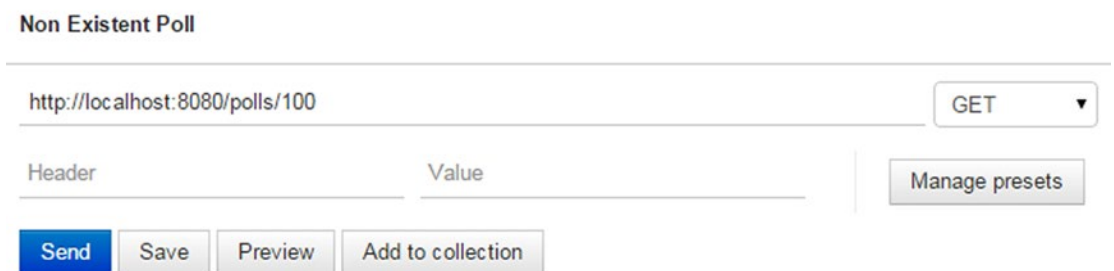 Non Existent Poll
http://localhost:8080/polls/100 GET
Header Value Manage presets
Send Save Preview Add to collection